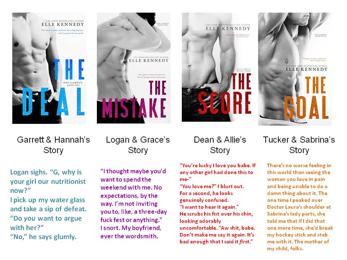 ELLE KENNEDY
THE
DEAL
ELLE KENNEDY
THE
MISTAKE
ELLE KENNEDY
THE
SCORE
ELLE KENNEDY
THE
GOAL
Garrett & Hannah's
Story
Logan & Grace's
Story
Dean & Allie's
Story
Tucker & Sabrina's
Story
Logan sighs. "G, why is
your girl our nutritionist
now?"
I pick up my water glass
and take a sip of defeat.
"Do you want to argue
with her?"
"No," he says glumly.
"I thought maybe you'd
want to spend the
weekend with me. No
expectations, by the
way. I'm not inviting
you to, like, a three-day
fuck fest or anything."
I snort. My boyfriend,
ever the wordsmith.
"You're lucky I love you babe. If
any other girl had done this to
me-"
"You love me?" I blurt out.
For a second, he looks
genuinely confused.
"I want to hear it again."
He scrubs his fist over his chin,
looking adorably
uncomfortable. "Aw shit, babe.
Don't make me say it again. It's
bad enough that I said it first."
There's no worse feeling in
this world than seeing the
woman you love in pain
and being unable to do a
damn thing about it. The
one time I peeked over
Doctor Laura's shoulder at
Sabrina's lady parts, she
told me that if I did that
one more time, she'd break
my hockey stick and stab
me with it. The mother of
my child, folks.